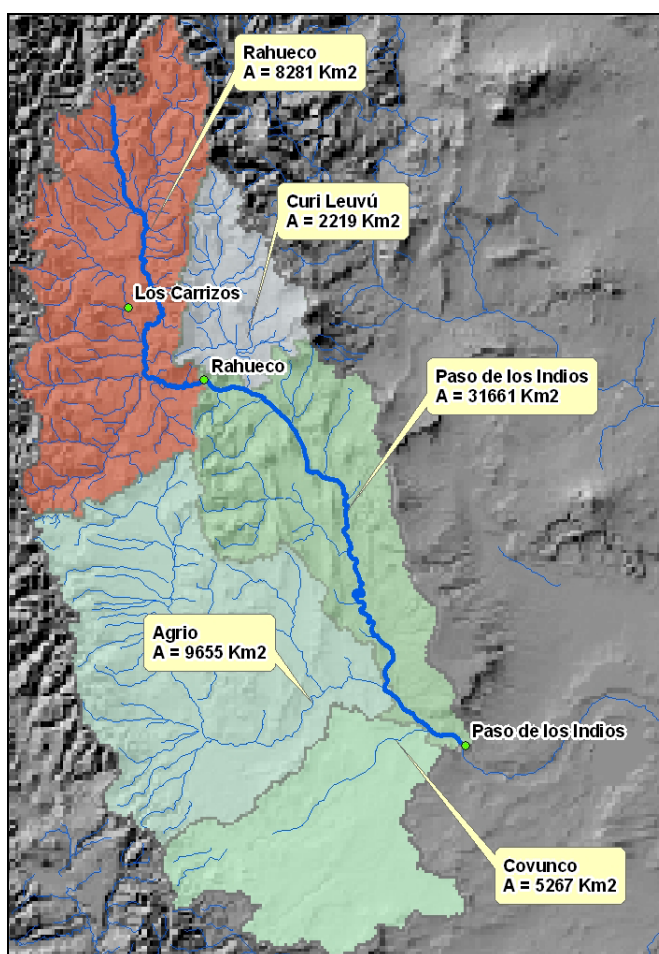 Rahueco
A = 8281 Km2
Curi Leuvú
A = 2219 Km2
Los Carrizos
Rahueco
Paso de los Indios
A = 31661 Km2
Agrio
A = 9655 Km2
Paso de los Indios
Covunco
A = 5267 Km2